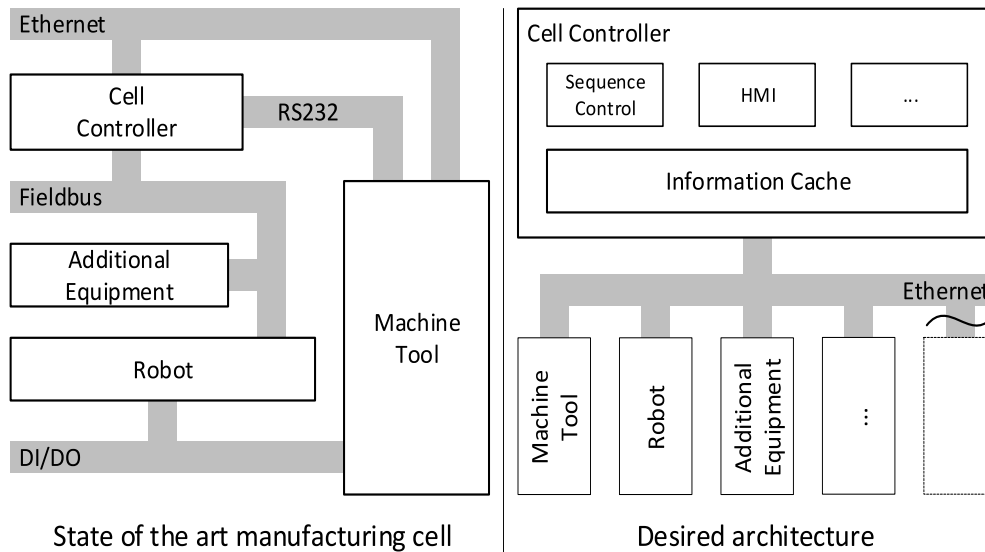 Ethernet
Cell
Controller
RS232
Fieldbus
Additional
Equipment
Machine
Tool
Robot
DI/DO
State of the art manufacturing cell
Cell Controller
Sequence
Control
HMI
...
Information Cache
Ethernet
Machine
Tool
Robot
Additional
Equipment
...
Desired architecture